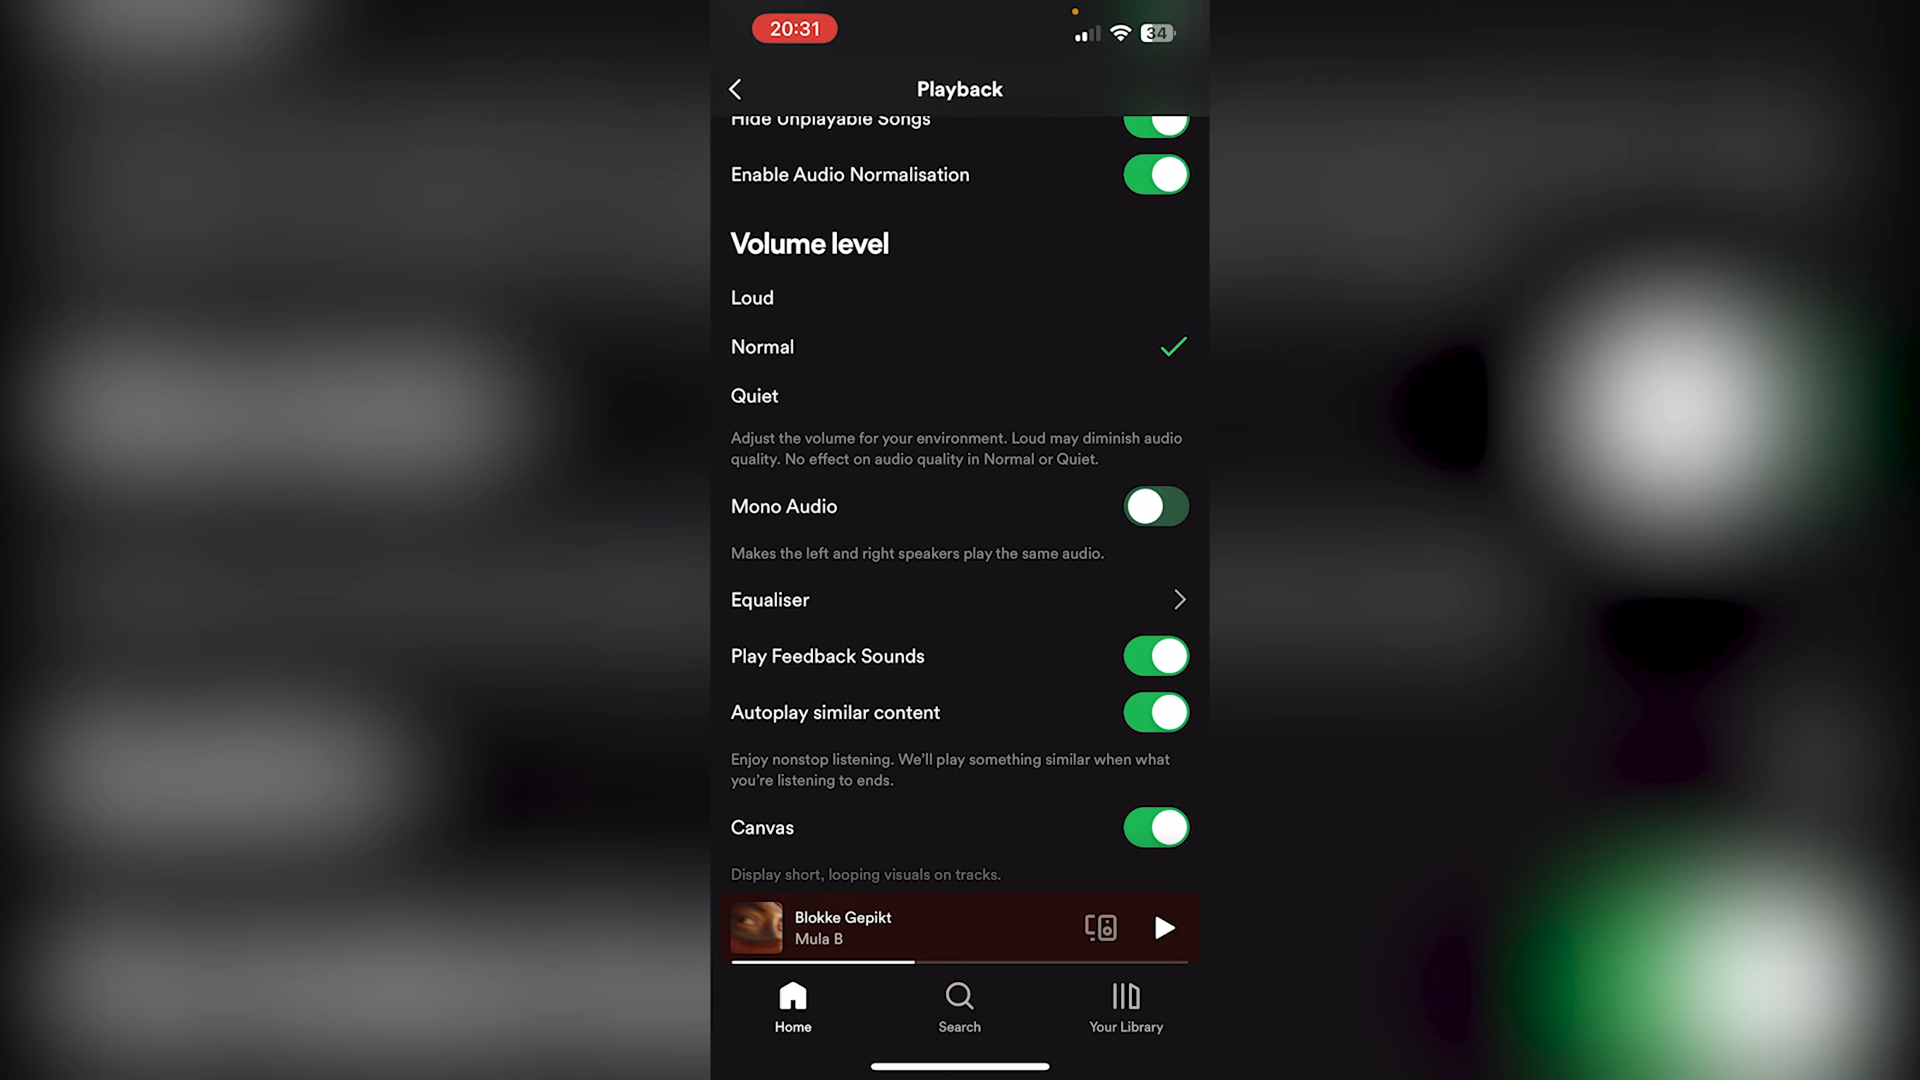 20:31
34
Playback
Hide Unplayable Songs
Enable Audio Normalisation
Volume level
Loud
Normal
Quiet
Adjust the volume for your environment. Loud may diminish audio
quality. No effect on audio quality in Normal or Quiet.
Mono Audio
Makes the left and right speakers play the same audio.
Equaliser
Play Feedback Sounds
Autoplay similar content
Enjoy nonstop listening. We'll play something similar when what
you're listening to ends.
Canvas
Display short, looping visuals on tracks.
Blokke Gepikt
Mula B
Home
Search
Your Library